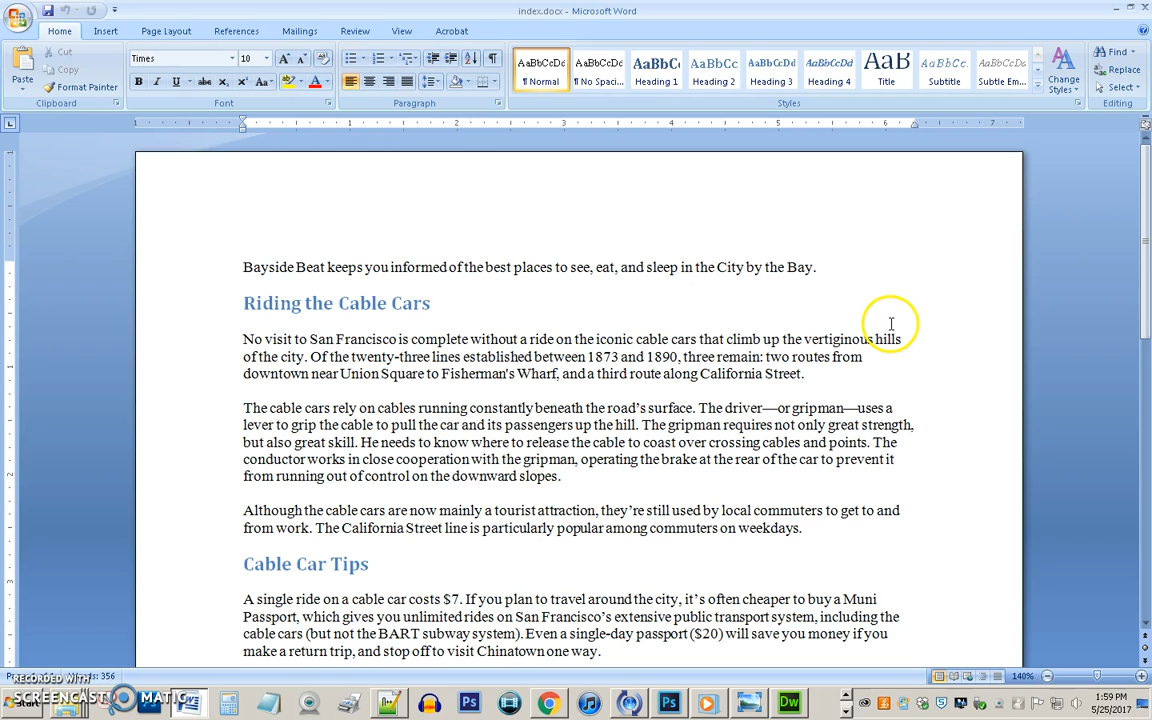 index.docx - Microsoft Word
Home Insert Page Layout References Mailings Review View Acrobat
Paste
Cut
Copy
Format Painter
Clipboard
Times 10
Font
Paragraph
AaBbCcDd AaBbCcDd AaBbC AaBbCc AaBbCcD AaBbCcDd AaB AaBbCc. AaBbCcDd
¶ Normal ¶ No Spaci... Heading 1 Heading 2 Heading 3 Heading 4 Title Subtitle Subtle Em...
Change Styles
Styles
Find
Replace
Select
Editing
Bayside Beat keeps you informed of the best places to see, eat, and sleep in the City by the Bay.
Riding the Cable Cars
No visit to San Francisco is complete without a ride on the iconic cable cars that climb up the vertiginous hills
of the city. Of the twenty-three lines established between 1873 and 1890, three remain: two routes from
downtown near Union Square to Fisherman's Wharf, and a third route along California Street.
The cable cars rely on cables running constantly beneath the road’s surface. The driver—or gripman—uses a
lever to grip the cable to pull the car and its passengers up the hill. The gripman requires not only great strength,
but also great skill. He needs to know where to release the cable to coast over crossing cables and points. The
conductor works in close cooperation with the gripman, operating the brake at the rear of the car to prevent it
from running out of control on the downward slopes.
Although the cable cars are now mainly a tourist attraction, they’re still used by local commuters to get to and
from work. The California Street line is particularly popular among commuters on weekdays.
Cable Car Tips
A single ride on a cable car costs $7. If you plan to travel around the city, it’s often cheaper to buy a Muni
Passport, which gives you unlimited rides on San Francisco’s extensive public transport system, including the
cable cars (but not the BART subway system). Even a single-day passport ($20) will save you money if you
make a return trip, and stop off to visit Chinatown one way.
356
140%
RECORDED WITH
SCREENCAST MATIC
1:59 PM
5/25/2017